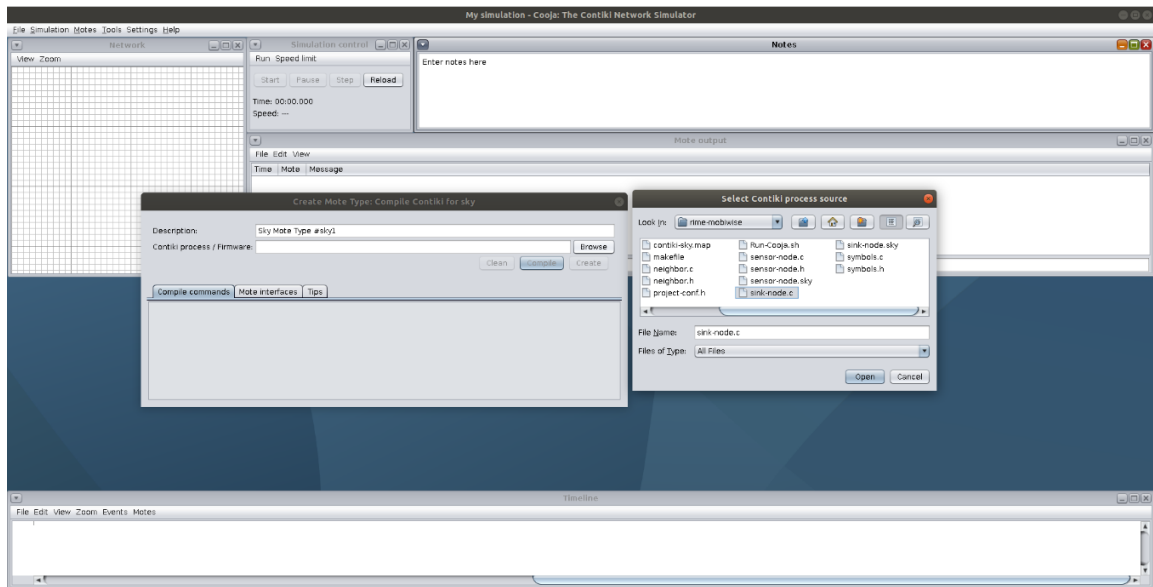 My simulation - Cooja: The Contiki Network Simulator
File Simulation Motes Tools Settings Help
Network
View Zoom
Simulation control
Run Speed limit
Start Pause Step Reload
Time: 00:00.000
Speed: ---
Notes
Enter notes here
Mote output
File Edit View
Time Mote Message
Create Mote Type: Compile Contiki for sky
Description: Sky Mote Type #sky1
Contiki process / Firmware: Browse
Clean Compile Create
Compile commands Mote interfaces Tips
Select Contiki process source
Look In: rime-mobiwise
contiki-sky.map Run-Cooja.sh sink-node.sky
makefile sensor-node.c symbols.c
neighbor.c sensor-node.h symbols.h
neighbor.h sensor-node.sky
project-conf.h sink-node.c
File Name: sink-node.c
Files of Type: All Files
Open Cancel
Timeline
File Edit View Zoom Events Motes